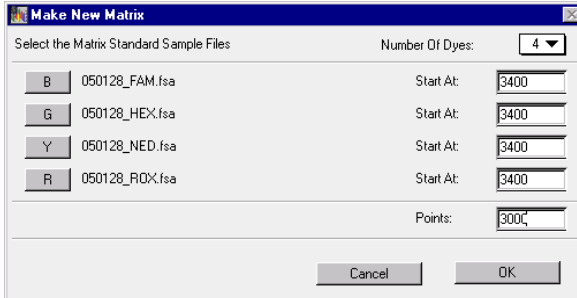 Make New Matrix
Select the Matrix Standard Sample Files Number Of Dyes: 4
B 050128_FAM.fsa Start At: 3400
G 050128_HEX.fsa Start At: 3400
Y 050128_NED.fsa Start At: 3400
R 050128_ROX.fsa Start At: 3400
Points: 3000
Cancel OK